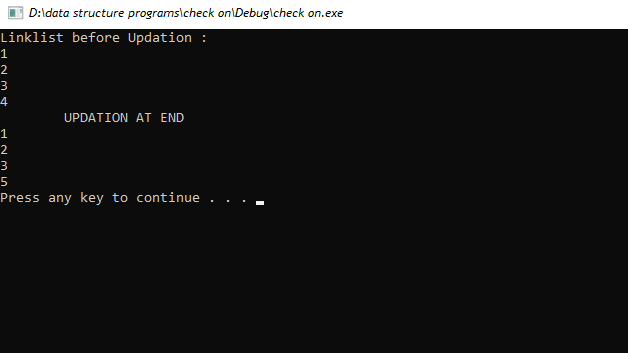 D:\data structure programs\check on\Debug\check on.exe
Linklist before Updation :
1
2
3
4
        UPDATION AT END
1
2
3
5
Press any key to continue . . .